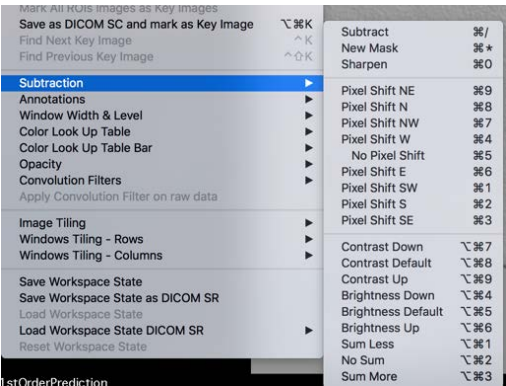 Mark All ROIs Images as Key Images
Save as DICOM SC and mark as Key Image ⌥⌘K
Find Next Key Image ^K
Find Previous Key Image ^⇧K
Subtraction ▶
Annotations ▶
Window Width & Level ▶
Color Look Up Table ▶
Color Look Up Table Bar ▶
Opacity ▶
Convolution Filters ▶
Apply Convolution Filter on raw data
Image Tiling ▶
Windows Tiling - Rows ▶
Windows Tiling - Columns ▶
Save Workspace State
Save Workspace State as DICOM SR
Load Workspace State
Load Workspace State DICOM SR ▶
Reset Workspace State
1stOrderPrediction
Subtract ⌘/
New Mask ⌘*
Sharpen ⌘0
Pixel Shift NE ⌘9
Pixel Shift N ⌘8
Pixel Shift NW ⌘7
Pixel Shift W ⌘4
No Pixel Shift ⌘5
Pixel Shift E ⌘6
Pixel Shift SW ⌘1
Pixel Shift S ⌘2
Pixel Shift SE ⌘3
Contrast Down ⌥⌘7
Contrast Default ⌥⌘8
Contrast Up ⌥⌘9
Brightness Down ⌥⌘4
Brightness Default ⌥⌘5
Brightness Up ⌥⌘6
Sum Less ⌥⌘1
No Sum ⌥⌘2
Sum More ⌥⌘3